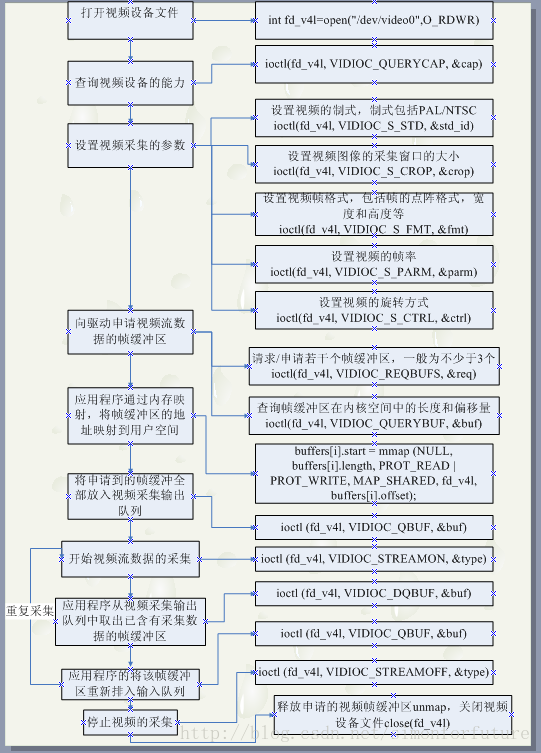 打开视频设备文件
int fd_v4l=open("/dev/video0",O_RDWR)
查询视频设备的能力
ioctl(fd_v4l, VIDIOC_QUERYCAP, &cap)
设置视频采集的参数
设置视频的制式，制式包括PAL/NTSC
ioctl(fd_v4l, VIDIOC_S_STD, &std_id)
设置视频图像的采集窗口的大小
ioctl(fd_v4l, VIDIOC_S_CROP, &crop)
设置视频帧格式，包括帧的点阵格式，宽
度和高度等
ioctl(fd_v4l, VIDIOC_S_FMT, &fmt)
设置视频的帧率
ioctl(fd_v4l, VIDIOC_S_PARM, &parm)
设置视频的旋转方式
ioctl(fd_v4l, VIDIOC_S_CTRL, &ctrl)
向驱动申请视频流数
据的帧缓冲区
请求/申请若干个帧缓冲区，一般为不少于3个
ioctl(fd_v4l, VIDIOC_REQBUFS, &req)
查询帧缓冲区在内核空间中的长度和偏移量
ioctl(fd_v4l, VIDIOC_QUERYBUF, &buf)
应用程序通过内存映
射，将帧缓冲区的地
址映射到用户空间
buffers[i].start = mmap (NULL,
buffers[i].length, PROT_READ |
PROT_WRITE, MAP_SHARED, fd_v4l,
buffers[i].offset);
将申请到的帧缓冲全
部放入视频采集输出
队列
ioctl (fd_v4l, VIDIOC_QBUF, &buf)
开始视频流数据的采集
ioctl (fd_v4l, VIDIOC_STREAMON, &type)
重复采集
应用程序从视频采集输出
队列中取出已含有采集数
据的帧缓冲区
ioctl (fd_v4l, VIDIOC_DQBUF, &buf)
ioctl (fd_v4l, VIDIOC_QBUF, &buf)
应用程序的将该帧缓冲
区重新排入输入队列
ioctl (fd_v4l, VIDIOC_STREAMOFF, &type)
停止视频的采集
释放申请的视频帧缓冲区unmap，关闭视频
设备文件close(fd_v4l)
http://blog.csdn.net/simonforfuture